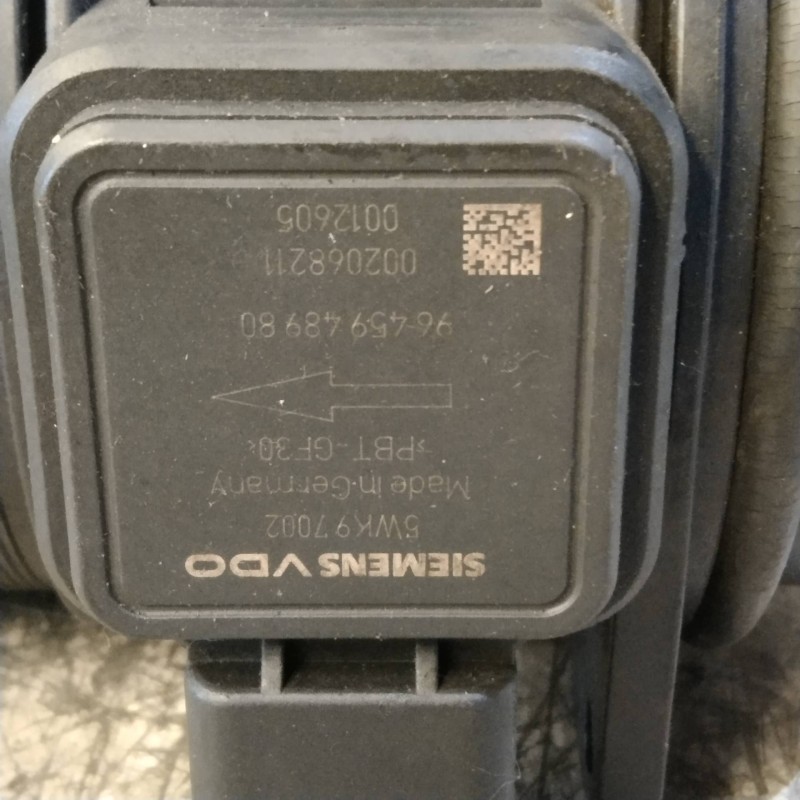 SIEMENS VDO
5WK9 7002
Made in Germany
>PBT-GF30<
96 459 489 80
002068211
0012605